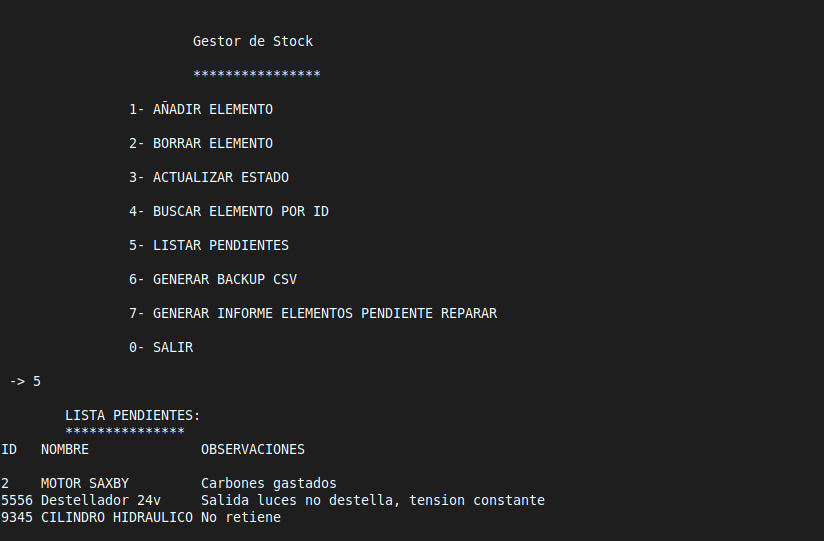 Gestor de Stock
****************
1- AÑADIR ELEMENTO
2- BORRAR ELEMENTO
3- ACTUALIZAR ESTADO
4- BUSCAR ELEMENTO POR ID
5- LISTAR PENDIENTES
6- GENERAR BACKUP CSV
7- GENERAR INFORME ELEMENTOS PENDIENTE REPARAR
0- SALIR
-> 5
LISTA PENDIENTES:
***************
ID NOMBRE OBSERVACIONES
2 MOTOR SAXBY Carbones gastados
5556 Destellador 24v Salida luces no destella, tension constante
9345 CILINDRO HIDRAULICO No retiene